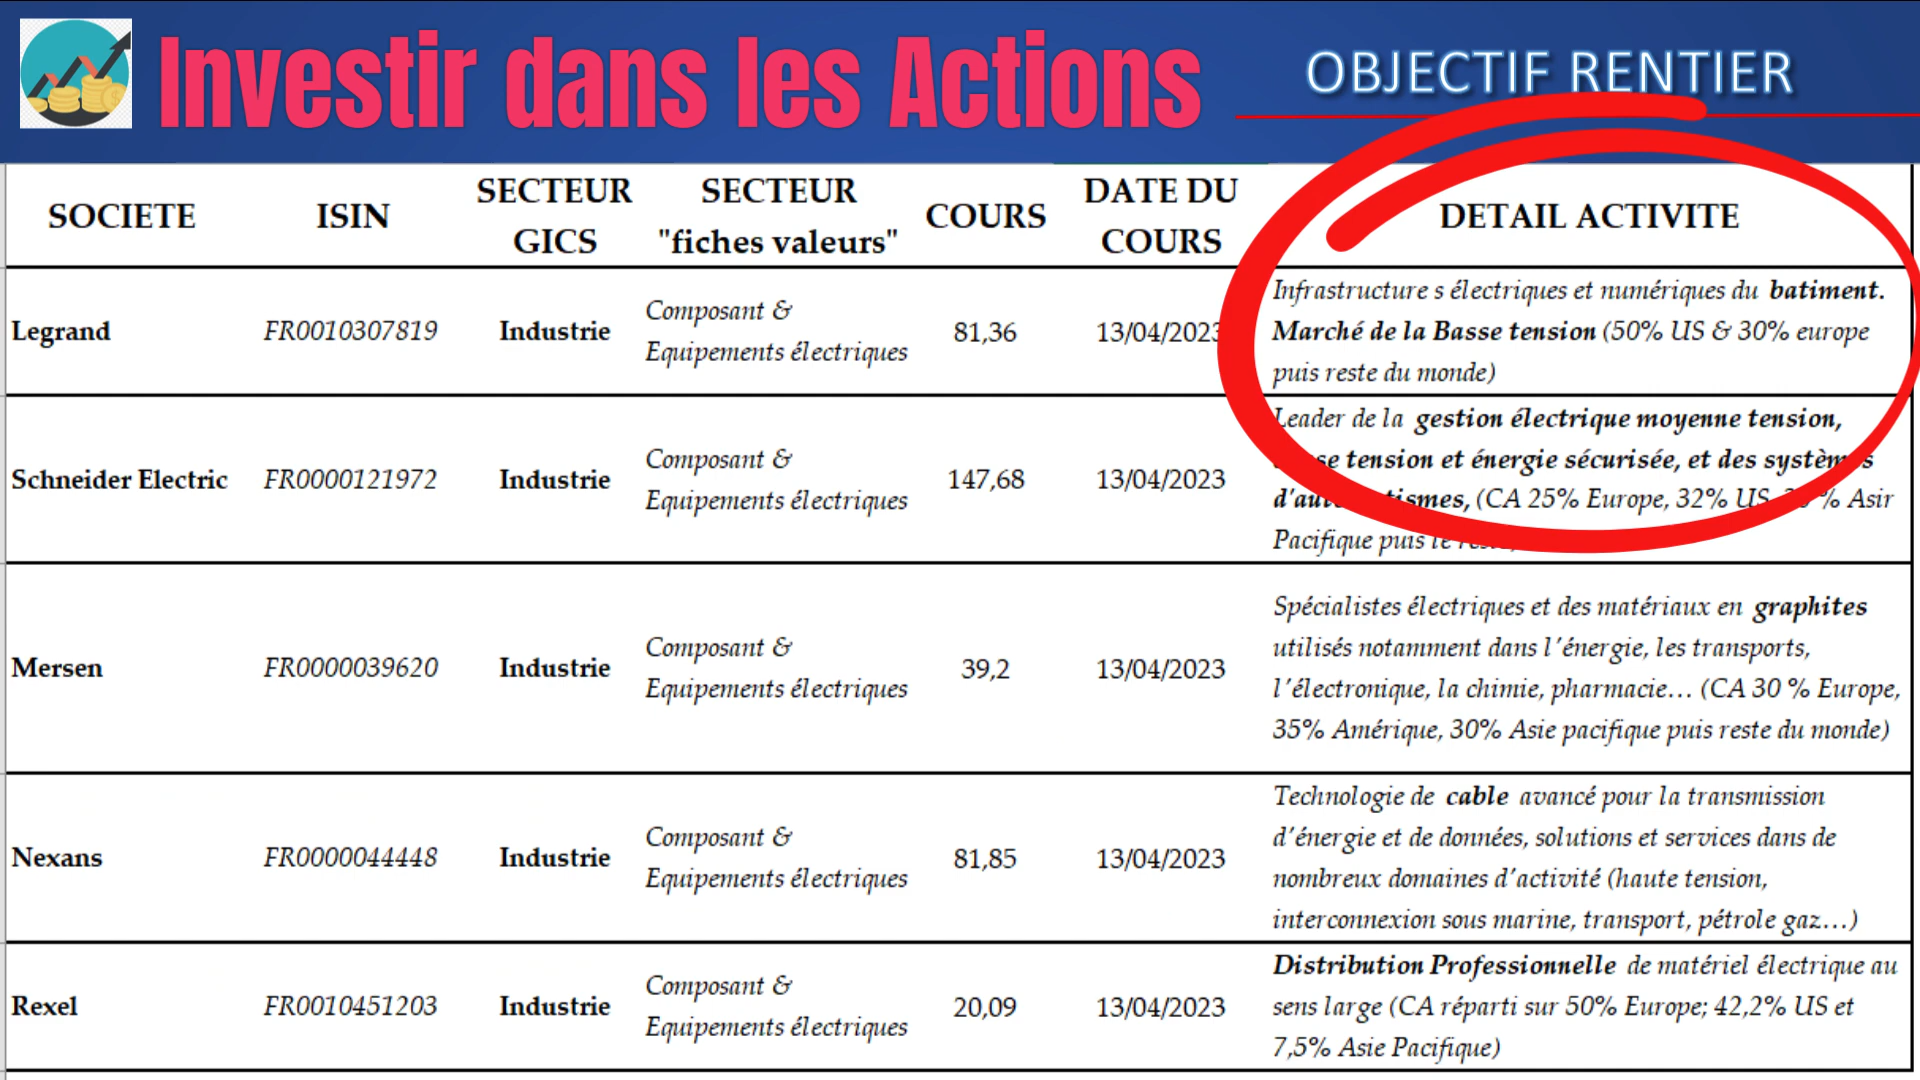 Investir dans les Actions
OBJECTIF RENTIER
SOCIETE
ISIN
SECTEUR
GICS
SECTEUR
"fiches valeurs"
COURS
DATE DU
COURS
DETAIL ACTIVITE
Legrand
FR0010307819
Industrie
Composant &
Equipements électriques
81,36
13/04/2023
Infrastructure s électriques et numériques du batiment.
Marché de la Basse tension (50% US & 30% europe
puis reste du monde)
Schneider Electric
FR0000121972
Industrie
Composant &
Equipements électriques
147,68
13/04/2023
Leader de la gestion électrique moyenne tension,
tension et énergie sécurisée, et des systèmes
(CA 25% Europe, 32% US, % Asir
Pacifique puis le
Mersen
FR0000039620
Industrie
Composant &
Equipements électriques
39,2
13/04/2023
Spécialistes électriques et des matériaux en graphites
utilisés notamment dans l'énergie, les transports,
l'électronique, la chimie, pharmacie... (CA 30 % Europe,
35% Amérique, 30% Asie pacifique puis reste du monde)
Nexans
FR0000044448
Industrie
Composant &
Equipements électriques
81,85
13/04/2023
Technologie de cable avancé pour la transmission
d'énergie et de données, solutions et services dans de
nombreux domaines d'activité (haute tension,
interconnexion sous marine, transport, pétrole gaz...)
Rexel
FR0010451203
Industrie
Composant &
Equipements électriques
20,09
13/04/2023
Distribution Professionnelle de matériel électrique au
sens large (CA réparti sur 50% Europe; 42,2% US et
7,5% Asie Pacifique)